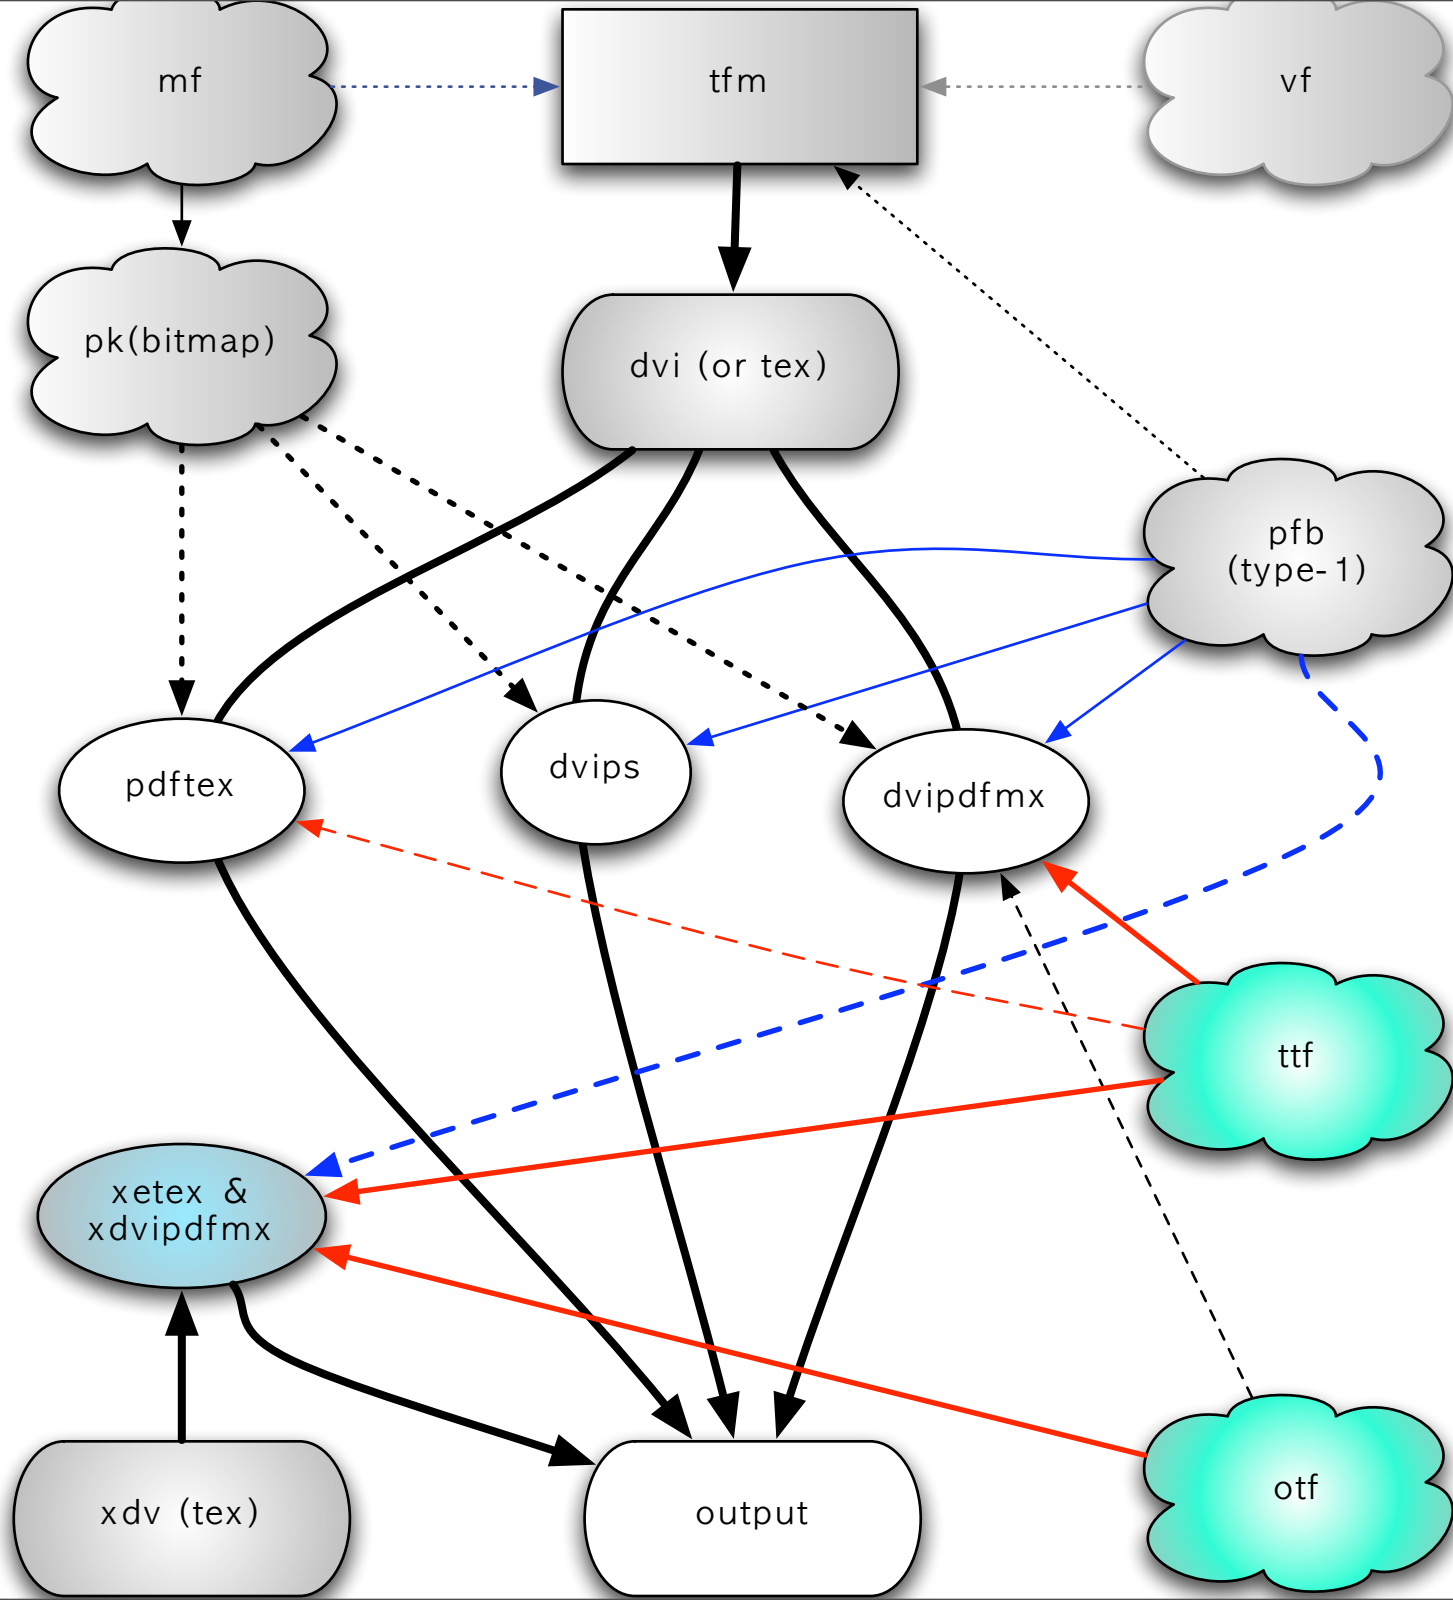 mf
tfm
vf
pk(bitmap)
dvi (or tex)
pfb
(type-1)
pdftex
dvips
dvipdfmx
ttf
xetex &
xdvipdfmx
xdv (tex)
output
otf